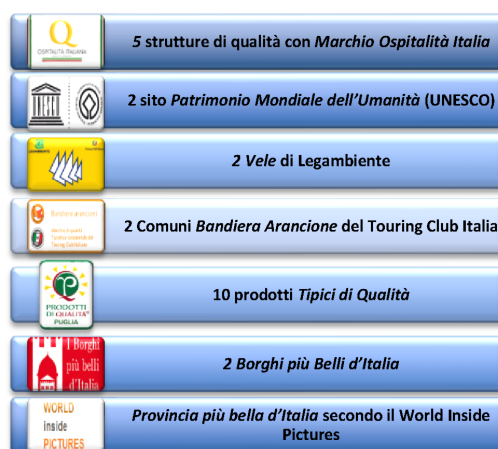 Q
OSPITALITÀ ITALIANA
5 strutture di qualità con Marchio Ospitalità Italia
2 sito Patrimonio Mondiale dell'Umanità (UNESCO)
LEGAMBIENTE
2 Vele di Legambiente
Bandiere arancioni
2 Comuni Bandiera Arancione del Touring Club Italia
PRODOTTI
DI QUALITÀ
PUGLIA
10 prodotti Tipici di Qualità
I Borghi
più belli
d'Italia
2 Borghi più Belli d'Italia
WORLD
inside
PICTURES
Provincia più bella d'Italia secondo il World Inside
Pictures